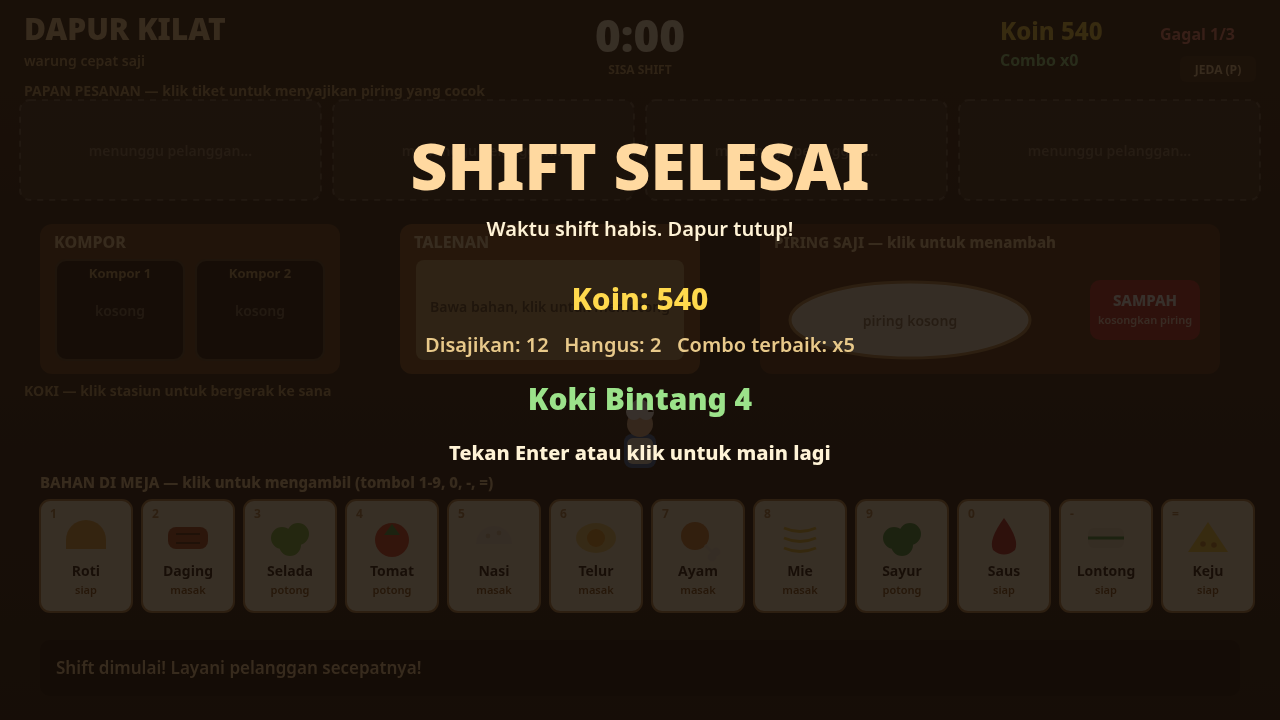 DAPUR KILAT
warung cepat saji
0:00
SISA SHIFT
Koin 540
Gagal 1/3
Combo x0
JEDA (P)
PAPAN PESANAN — klik tiket untuk menyajikan piring yang cocok
menunggu pelanggan...
menunggu pelanggan...
SHIFT SELESAI
Waktu shift habis. Dapur tutup!
KOMPOR
Kompor 1
kosong
Kompor 2
kosong
TALENAN
Bawa bahan, klik
PIRING SAJI — klik untuk menambah
piring kosong
SAMPAH
kosongkan piring
Koin: 540
Disajikan: 12 Hangus: 2 Combo terbaik: x5
Koki Bintang 4
Tekan Enter atau klik untuk main lagi
KOKI — klik stasiun untuk bergerak ke sana
BAHAN DI MEJA — klik untuk mengambil (tombol 1-9, 0, -, =)
1
Roti
siap
2
Daging
masak
3
Selada
potong
4
Tomat
potong
5
Nasi
masak
6
Telur
masak
7
Ayam
masak
8
Mie
masak
9
Sayur
potong
0
Saus
siap
-
Lontong
siap
=
Keju
siap
Shift dimulai! Layani pelanggan secepatnya!